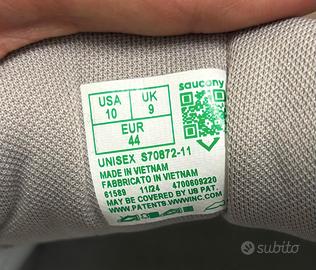 saucony
USA UK
10 9
EUR
44
UNISEX S70872-11
MADE IN VIETNAM
FABBRICATO IN VIETNAM
61589 11/24 4700609220
MAY BE COVERED BY US PAT.
WWW.PATENTS.WWWINC.COM
subito